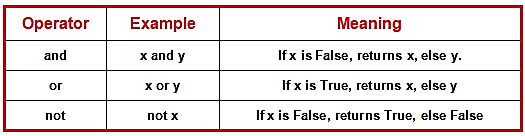 Operator Example Meaning
and x and y If x is False, returns x, else y.
or x or y If x is True, returns x, else y
not not x If x is False, returns True, else False